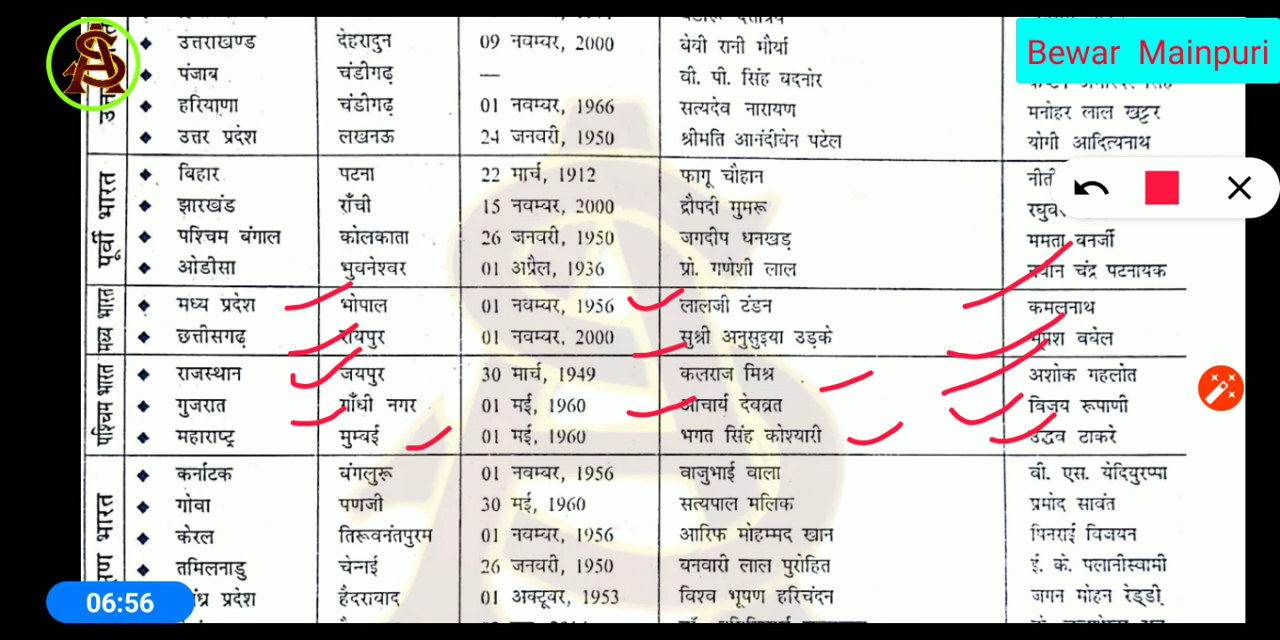 Bewar Mainpuri
उत्तराखण्ड देहरादुन 09 नवम्बर, 2000 बेवी रानी मौर्या
पंजाब चंडीगढ़ — वी. पी. सिंह बदनोर
हरियाणा चंडीगढ़ 01 नवम्बर, 1966 सत्यदेव नारायण मनोहर लाल खट्टर
उत्तर प्रदेश लखनऊ 24 जनवरी, 1950 श्रीमति आनंदीबेन पटेल योगी आदित्यनाथ
पूर्वी भारत
बिहार पटना 22 मार्च, 1912 फागू चौहान नीती
झारखंड राँची 15 नवम्बर, 2000 द्रौपदी मुमरू रघुवर
पश्चिम बंगाल कोलकाता 26 जनवरी, 1950 जगदीप धनखड़ ममता बनर्जी
ओडीसा भुवनेश्वर 01 अप्रैल, 1936 प्रो. गणेशी लाल नवीन चंद्र पटनायक
मध्य भारत
मध्य प्रदेश भोपाल 01 नवम्बर, 1956 लालजी टंडन कमलनाथ
छत्तीसगढ़ रायपुर 01 नवम्बर, 2000 सुश्री अनुसुइया उड़के भूपेश बघेल
पश्चिम भारत
राजस्थान जयपुर 30 मार्च, 1949 कलराज मिश्र अशोक गहलोत
गुजरात गाँधी नगर 01 मई, 1960 आचार्य देवव्रत विजय रूपाणी
महाराष्ट्र मुम्बई 01 मई, 1960 भगत सिंह कोश्यारी उद्धव ठाकरे
भारत
कर्नाटक बंगलुरू 01 नवम्बर, 1956 वाजुभाई वाला वी. एस. येदियुरप्पा
गोवा पणजी 30 मई, 1960 सत्यपाल मलिक प्रमोद सावंत
केरल तिरूवनंतपुरम 01 नवम्बर, 1956 आरिफ मोहम्मद खान पिनराई विजयन
तमिलनाडु चेन्नई 26 जनवरी, 1950 बनवारी लाल पुरोहित ई. के. पलानीस्वामी
प्रदेश हैदराबाद 01 अक्टूबर, 1953 विश्व भूषण हरिचंदन जगन मोहन रेड्डी
06:56